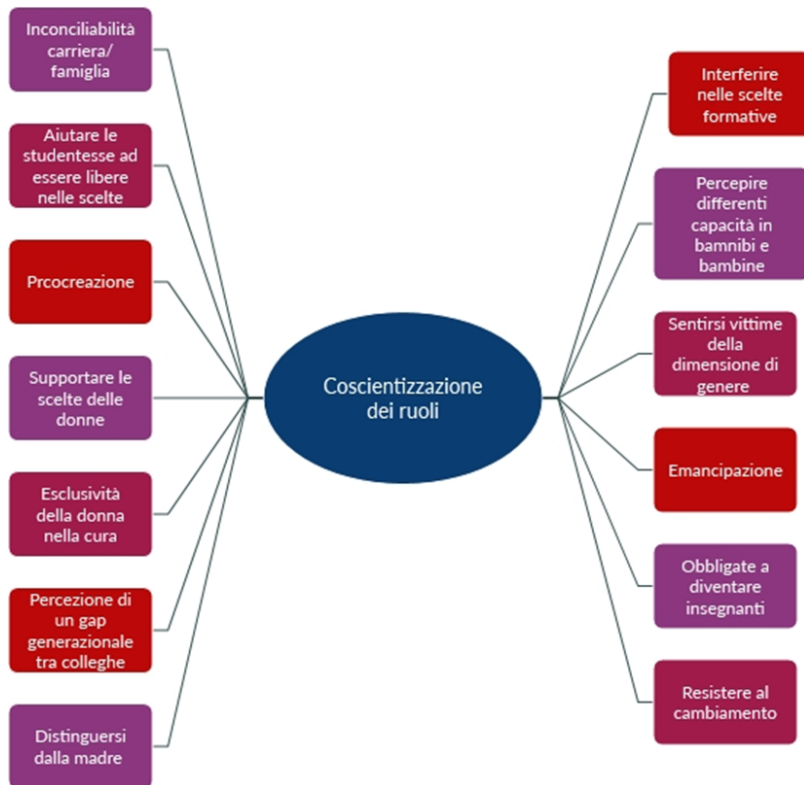 Inconciliabilità
carriera/
famiglia
Aiutare le
studentesse ad
essere libere
nelle scelte
Prcocreazione
Supportare le
scelte delle
donne
Esclusività
della donna
nella cura
Percezione di
un gap
generazionale
tra colleghe
Distinguersi
dalla madre
Coscientizzazione
dei ruoli
Interferire
nelle scelte
formative
Percepire
differenti
capacità in
bamnibi e
bambine
Sentirsi vittime
della
dimensione di
genere
Emancipazione
Obbligate a
diventare
insegnanti
Resistere al
cambiamento